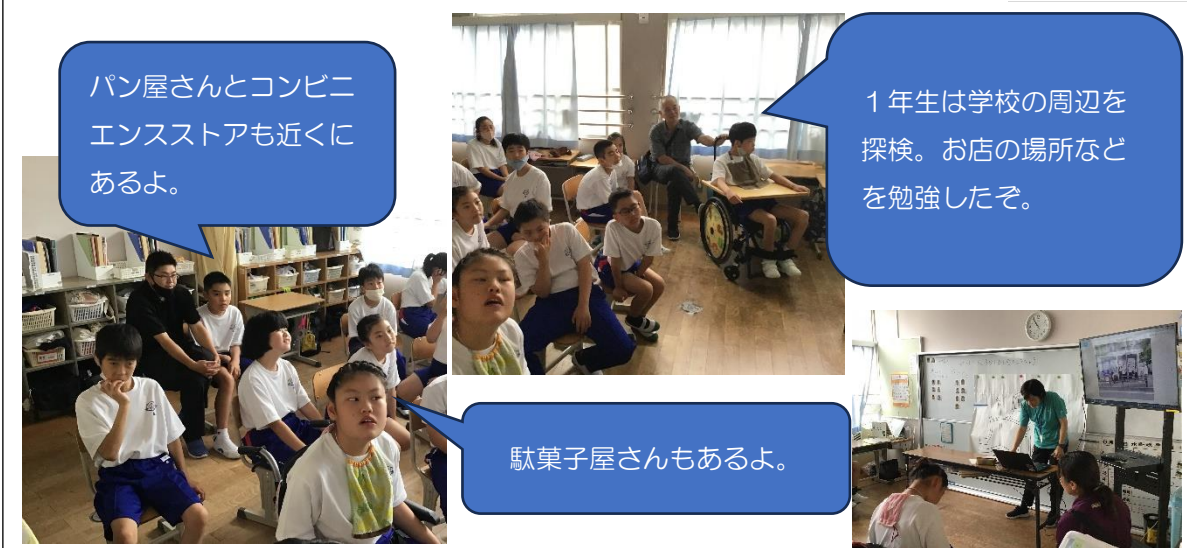 パン屋さんとコンビニ
エンスストアも近くに
あるよ。
１年生は学校の周辺を
探検。お店の場所など
を勉強したぞ。
駄菓子屋さんもあるよ。